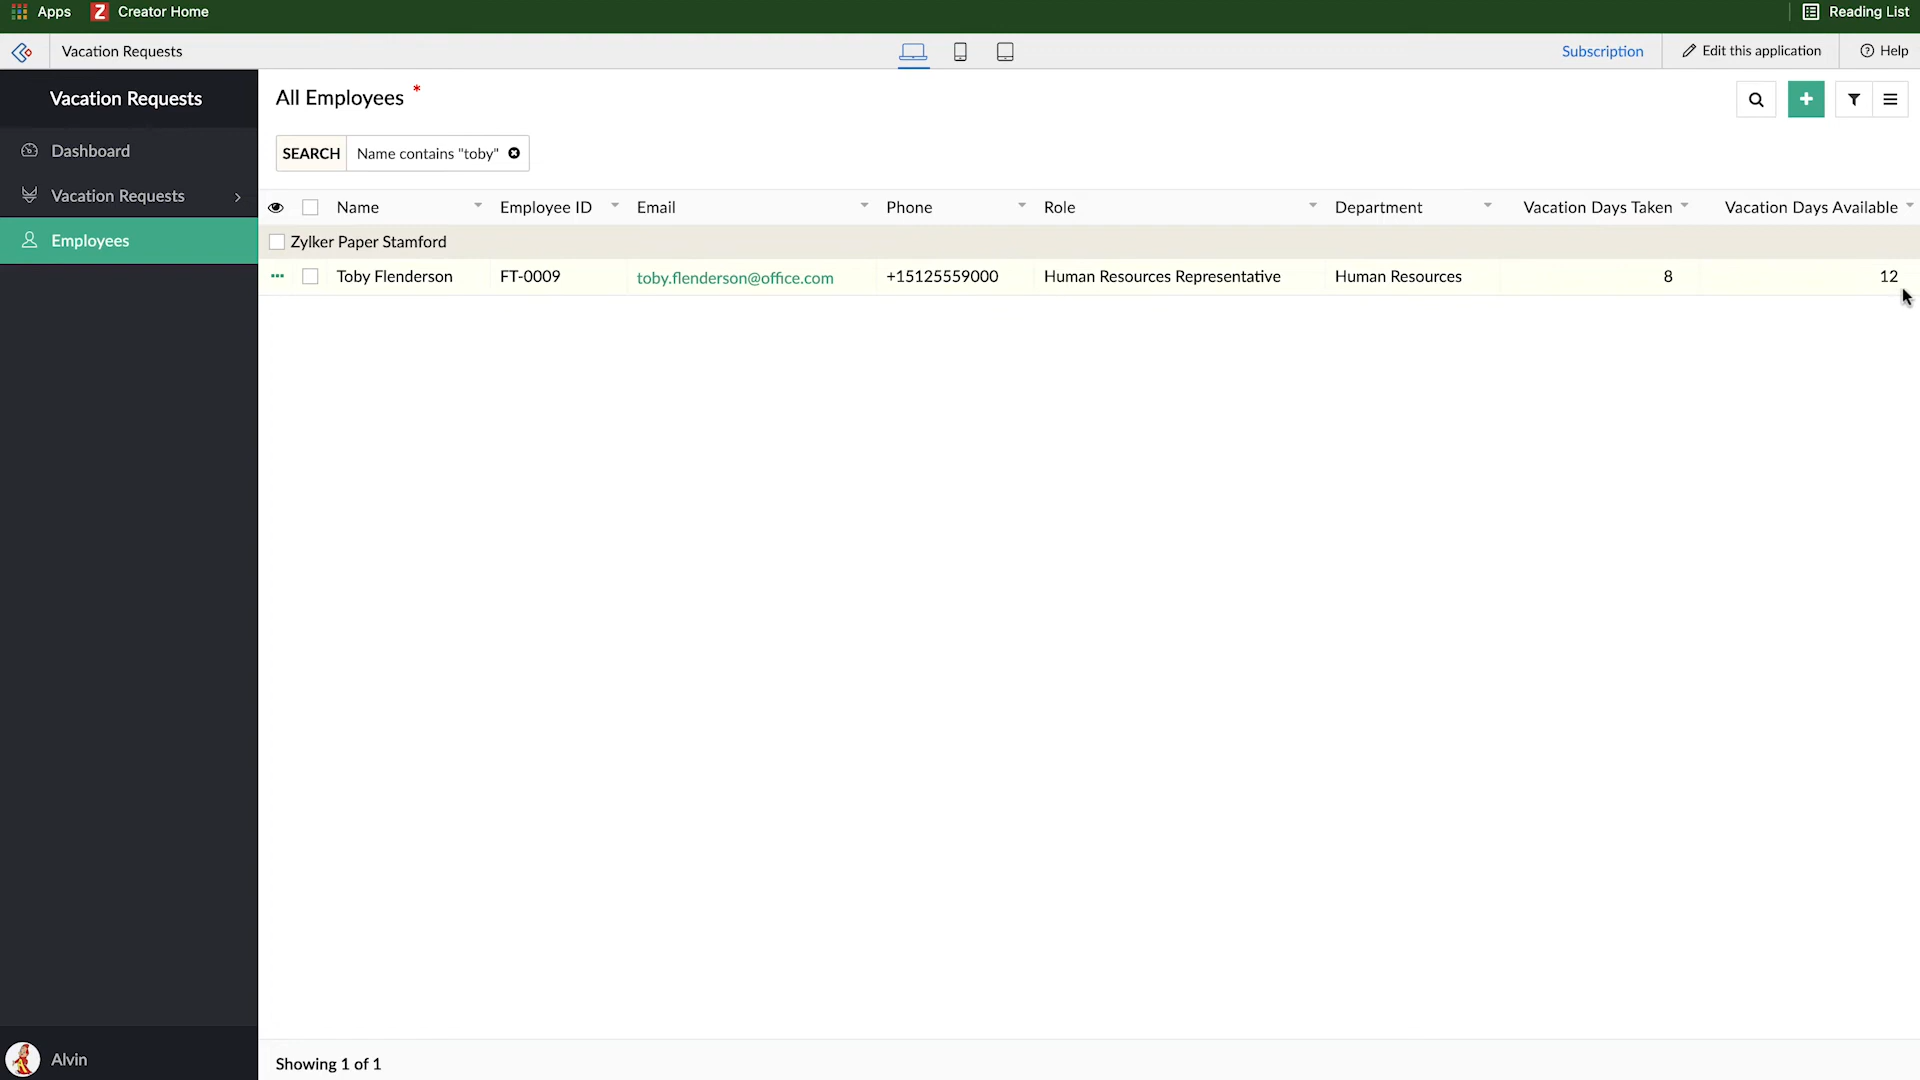 Apps Creator Home Reading List
Vacation Requests Subscription Edit this application Help
Vacation Requests
Dashboard
Vacation Requests
Employees
Alvin
All Employees *
SEARCH Name contains "toby"
Name Employee ID Email Phone Role Department Vacation Days Taken Vacation Days Available
Zylker Paper Stamford
Toby Flenderson FT-0009 toby.flenderson@office.com +15125559000 Human Resources Representative Human Resources 8 12
Showing 1 of 1